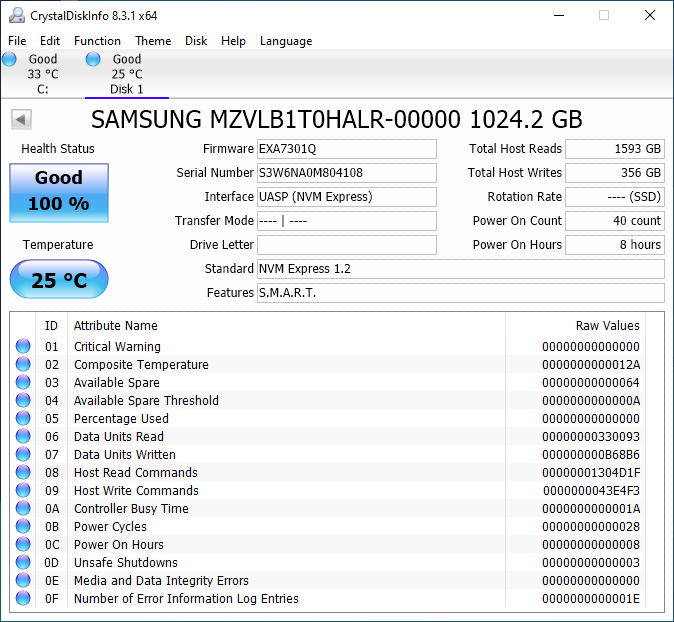 CrystalDiskInfo 8.3.1 x64
File Edit Function Theme Disk Help Language
Good Good
33 °C 25 °C
C: Disk 1
SAMSUNG MZVLB1T0HALR-00000 1024.2 GB
Health Status
Good
100 %
Temperature
25 °C
Firmware EXA7301Q Total Host Reads 1593 GB
Serial Number S3W6NA0M804108 Total Host Writes 356 GB
Interface UASP (NVM Express) Rotation Rate ---- (SSD)
Transfer Mode ---- | ---- Power On Count 40 count
Drive Letter Power On Hours 8 hours
Standard NVM Express 1.2
Features S.M.A.R.T.
ID Attribute Name Raw Values
01 Critical Warning 00000000000000
02 Composite Temperature 0000000000012A
03 Available Spare 00000000000064
04 Available Spare Threshold 0000000000000A
05 Percentage Used 00000000000000
06 Data Units Read 00000000330093
07 Data Units Written 000000000B68B6
08 Host Read Commands 00000001304D1F
09 Host Write Commands 0000000043E4F3
0A Controller Busy Time 0000000000001A
0B Power Cycles 00000000000028
0C Power On Hours 00000000000008
0D Unsafe Shutdowns 00000000000003
0E Media and Data Integrity Errors 00000000000000
0F Number of Error Information Log Entries 0000000000001E